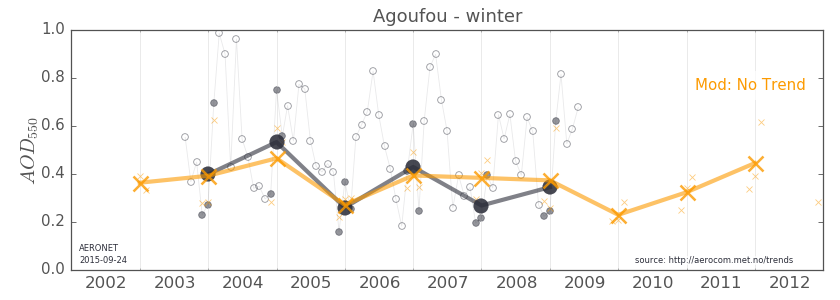 Agoufou - winter
1.0
0.8
0.6
0.4
0.2
0.0
AOD550
Mod: No Trend
AERONET
2015-09-24
source: http://aerocom.met.no/trends
2002 2003 2004 2005 2006 2007 2008 2009 2010 2011 2012